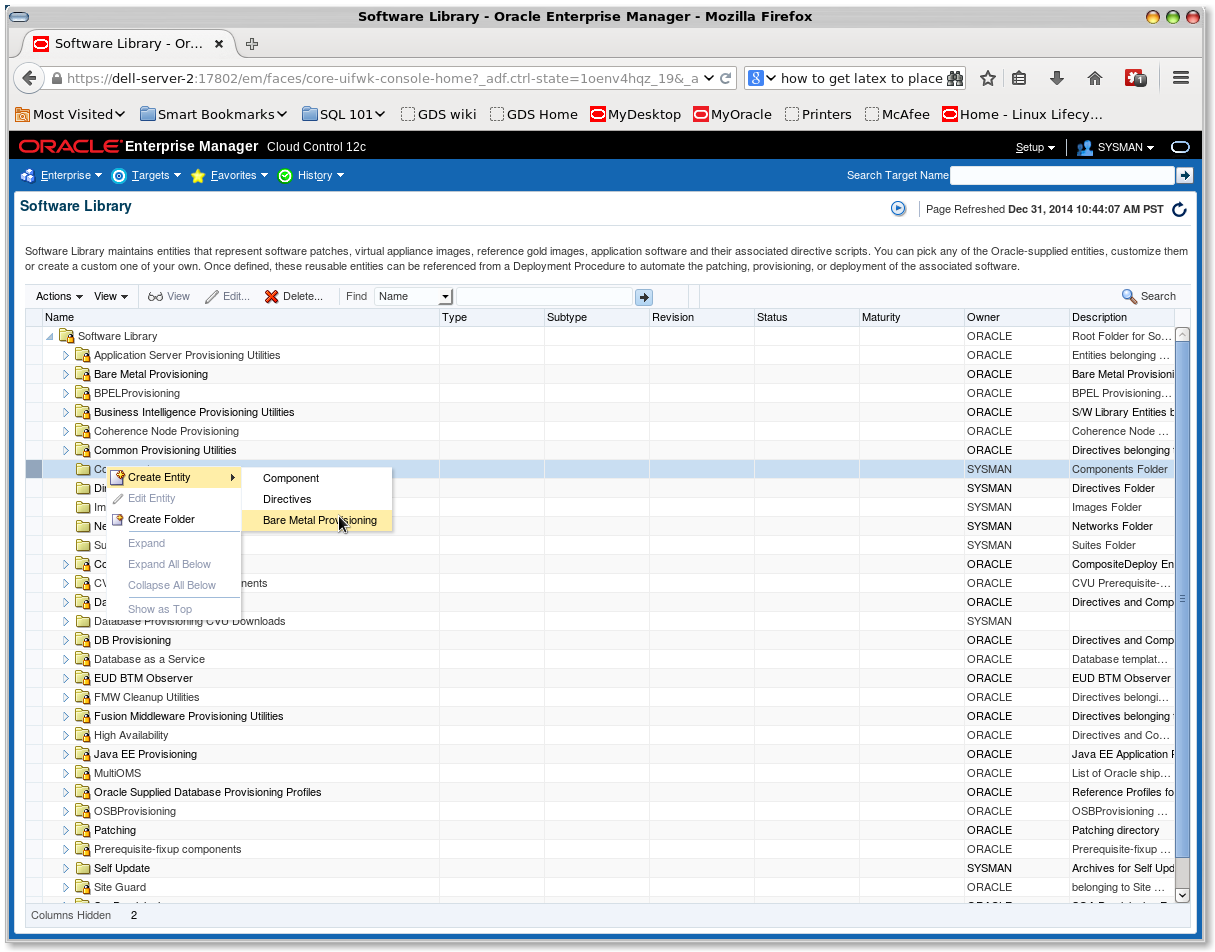 Software Library - Oracle Enterprise Manager - Mozilla Firefox
Software Library - Or...
https://dell-server-2:17802/em/faces/core-uifwk-console-home?_adf.ctrl-state=1oenv4hqz_19&_a
8 how to get latex to place
Most Visited Smart Bookmarks SQL 101 GDS wiki GDS Home MyDesktop MyOracle Printers McAfee Home - Linux Lifecy...
ORACLE Enterprise Manager Cloud Control 12c Setup SYSMAN
Enterprise Targets Favorites History Search Target Name
Software Library Page Refreshed Dec 31, 2014 10:44:07 AM PST
Software Library maintains entities that represent software patches, virtual appliance images, reference gold images, application software and their associated directive scripts. You can pick any of the Oracle-supplied entities, customize them
or create a custom one of your own. Once defined, these reusable entities can be referenced from a Deployment Procedure to automate the patching, provisioning, or deployment of the associated software.
Actions View View Edit... Delete... Find Name Search
Name Type Subtype Revision Status Maturity Owner Description
Software Library ORACLE Root Folder for So...
Application Server Provisioning Utilities ORACLE Entities belonging ...
Bare Metal Provisioning ORACLE Bare Metal Provisioni
BPELProvisioning ORACLE BPEL Provisioning...
Business Intelligence Provisioning Utilities ORACLE S/W Library Entities b
Coherence Node Provisioning ORACLE Coherence Node ...
Common Provisioning Utilities ORACLE Directives belonging
Co SYSMAN Components Folder
Create Entity Component
Dir SYSMAN Directives Folder
Edit Entity Directives
Im SYSMAN Images Folder
Create Folder Bare Metal Provisioning
Ne SYSMAN Networks Folder
Su SYSMAN Suites Folder
Expand
Co ORACLE CompositeDeploy En
Expand All Below
CV nents ORACLE CVU Prerequisite-...
Collapse All Below
Da ORACLE Directives and Comp
Show as Top
Database Provisioning CVU Downloads SYSMAN
DB Provisioning ORACLE Directives and Comp
Database as a Service ORACLE Database templat...
EUD BTM Observer ORACLE EUD BTM Observer
FMW Cleanup Utilities ORACLE Directives belongi...
Fusion Middleware Provisioning Utilities ORACLE Directives belonging
High Availability ORACLE Directives and Co...
Java EE Provisioning ORACLE Java EE Application
MultiOMS ORACLE List of Oracle ship...
Oracle Supplied Database Provisioning Profiles ORACLE Reference Profiles fo
OSBProvisioning ORACLE OSBProvisioning ...
Patching ORACLE Patching directory
Prerequisite-fixup components ORACLE Prerequisite-fixup ...
Self Update SYSMAN Archives for Self Upd
Site Guard ORACLE belonging to Site ...
Columns Hidden 2